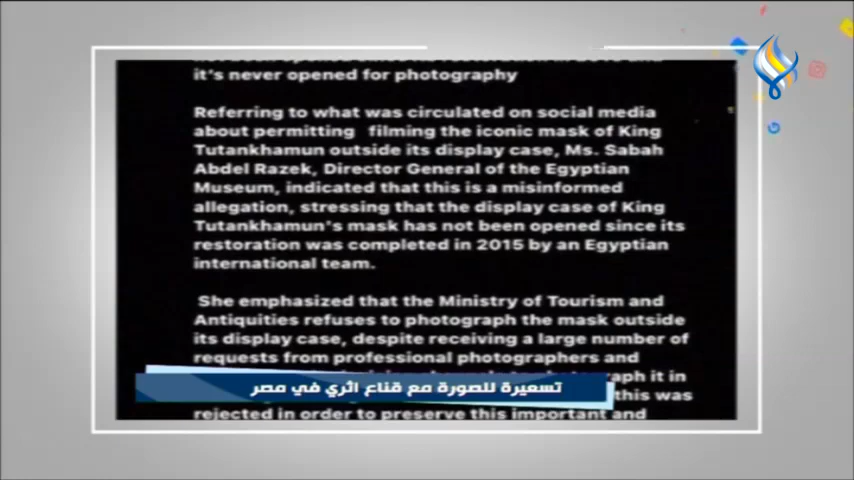 it's never opened for photography
Referring to what was circulated on social media
about permitting filming the iconic mask of King
Tutankhamun outside its display case, Ms. Sabah
Abdel Razek, Director General of the Egyptian
Museum, indicated that this is a misinformed
allegation, stressing that the display case of King
Tutankhamun's mask has not been opened since its
restoration was completed in 2015 by an Egyptian
international team.
She emphasized that the Ministry of Tourism and
Antiquities refuses to photograph the mask outside
its display case, despite receiving a large number of
requests from professional photographers and
it in
this was
rejected in order to preserve this important and
تسعيرة للصورة مع قناع اثري في مصر